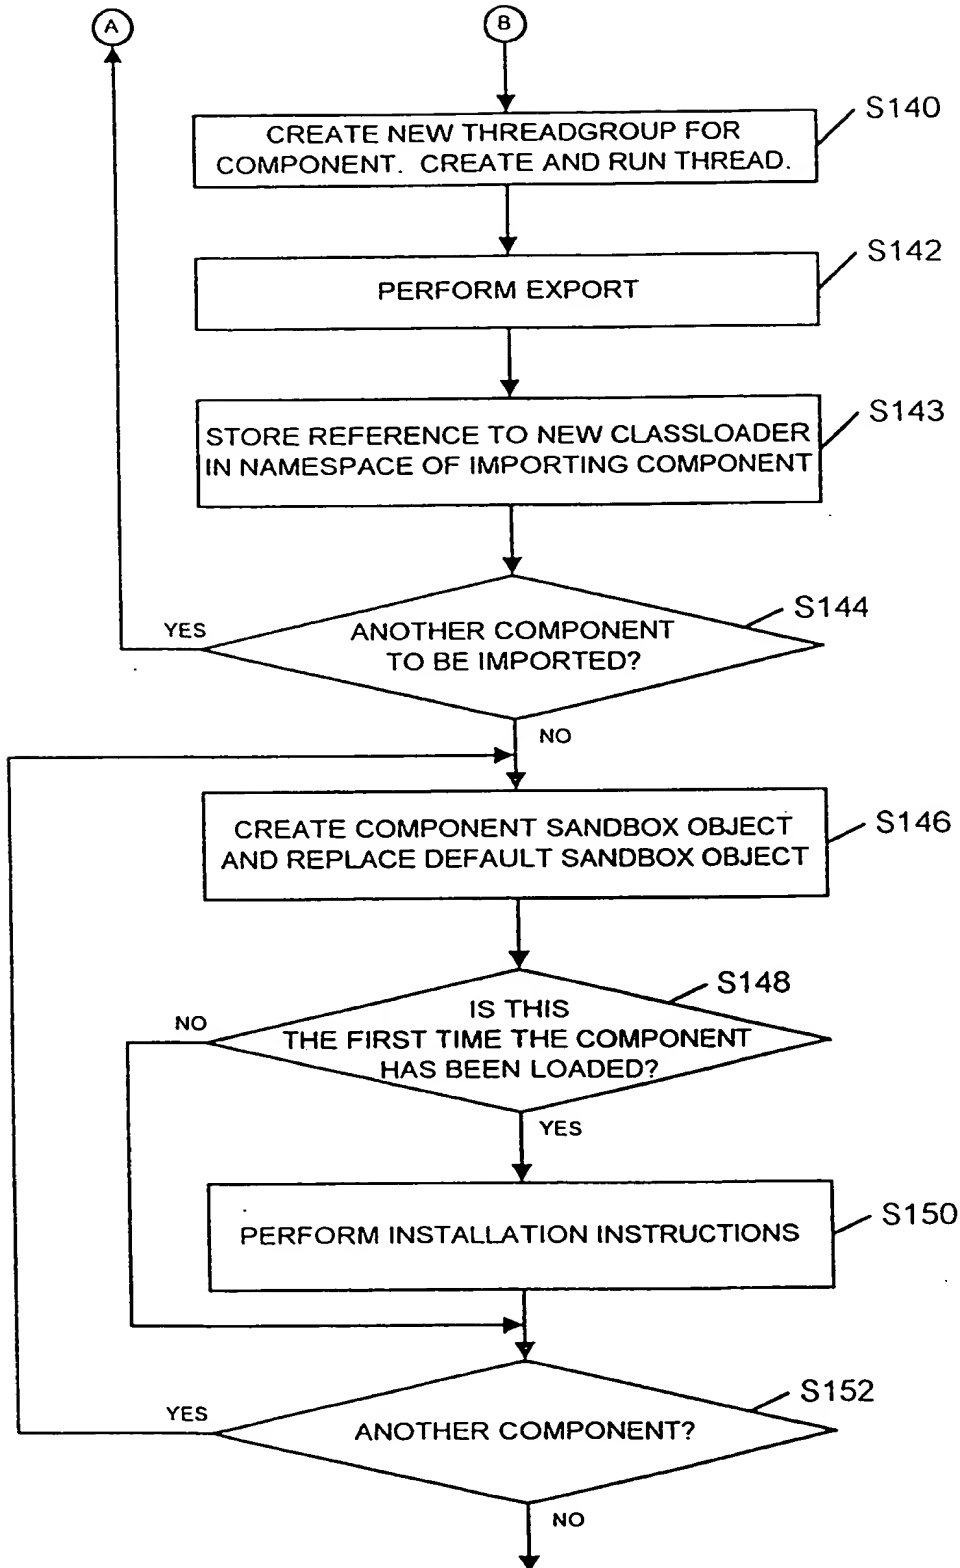 A
B
S140
CREATE NEW THREADGROUP FOR
COMPONENT. CREATE AND RUN THREAD.
S142
PERFORM EXPORT
S143
STORE REFERENCE TO NEW CLASSLOADER
IN NAMESPACE OF IMPORTING COMPONENT
S144
YES
ANOTHER COMPONENT
TO BE IMPORTED?
NO
S146
CREATE COMPONENT SANDBOX OBJECT
AND REPLACE DEFAULT SANDBOX OBJECT
S148
NO
IS THIS
THE FIRST TIME THE COMPONENT
HAS BEEN LOADED?
YES
S150
PERFORM INSTALLATION INSTRUCTIONS
S152
YES
ANOTHER COMPONENT?
NO